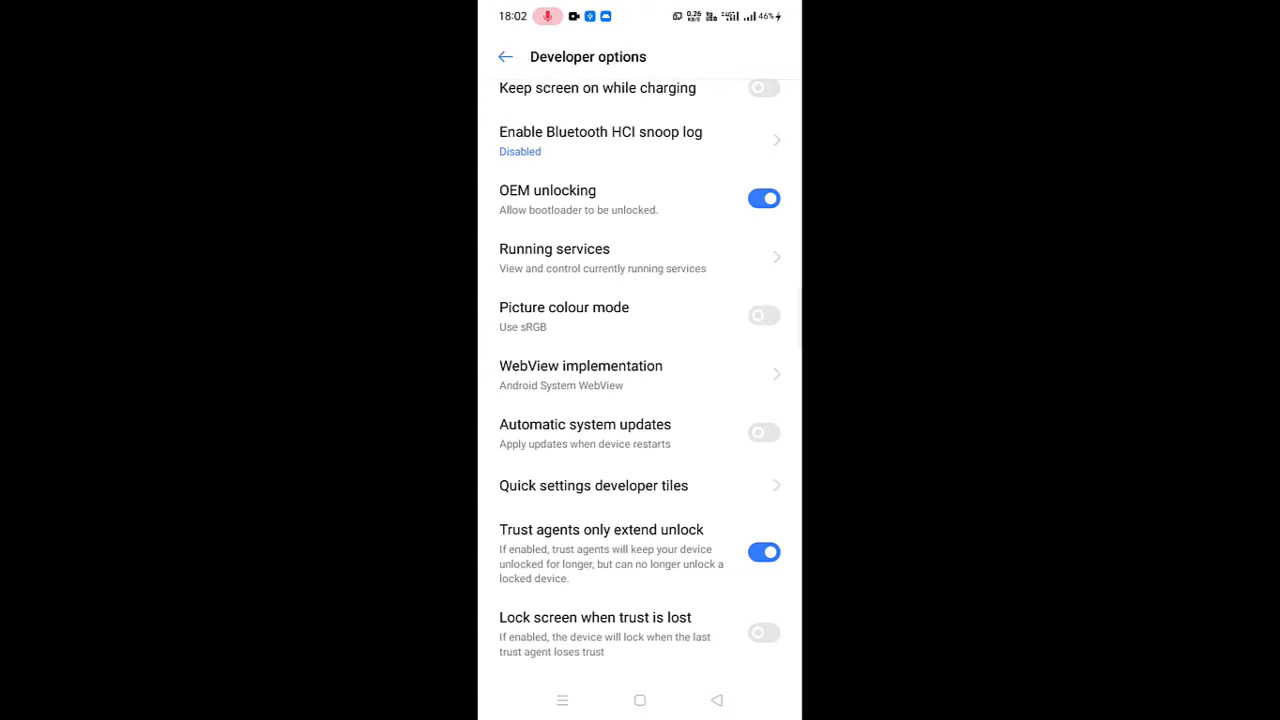 18:02
0.26
KB/S
46%
Developer options
Keep screen on while charging
Enable Bluetooth HCI snoop log
Disabled
OEM unlocking
Allow bootloader to be unlocked.
Running services
View and control currently running services
Picture colour mode
Use sRGB
WebView implementation
Android System WebView
Automatic system updates
Apply updates when device restarts
Quick settings developer tiles
Trust agents only extend unlock
If enabled, trust agents will keep your device
unlocked for longer, but can no longer unlock a
locked device.
Lock screen when trust is lost
If enabled, the device will lock when the last
trust agent loses trust